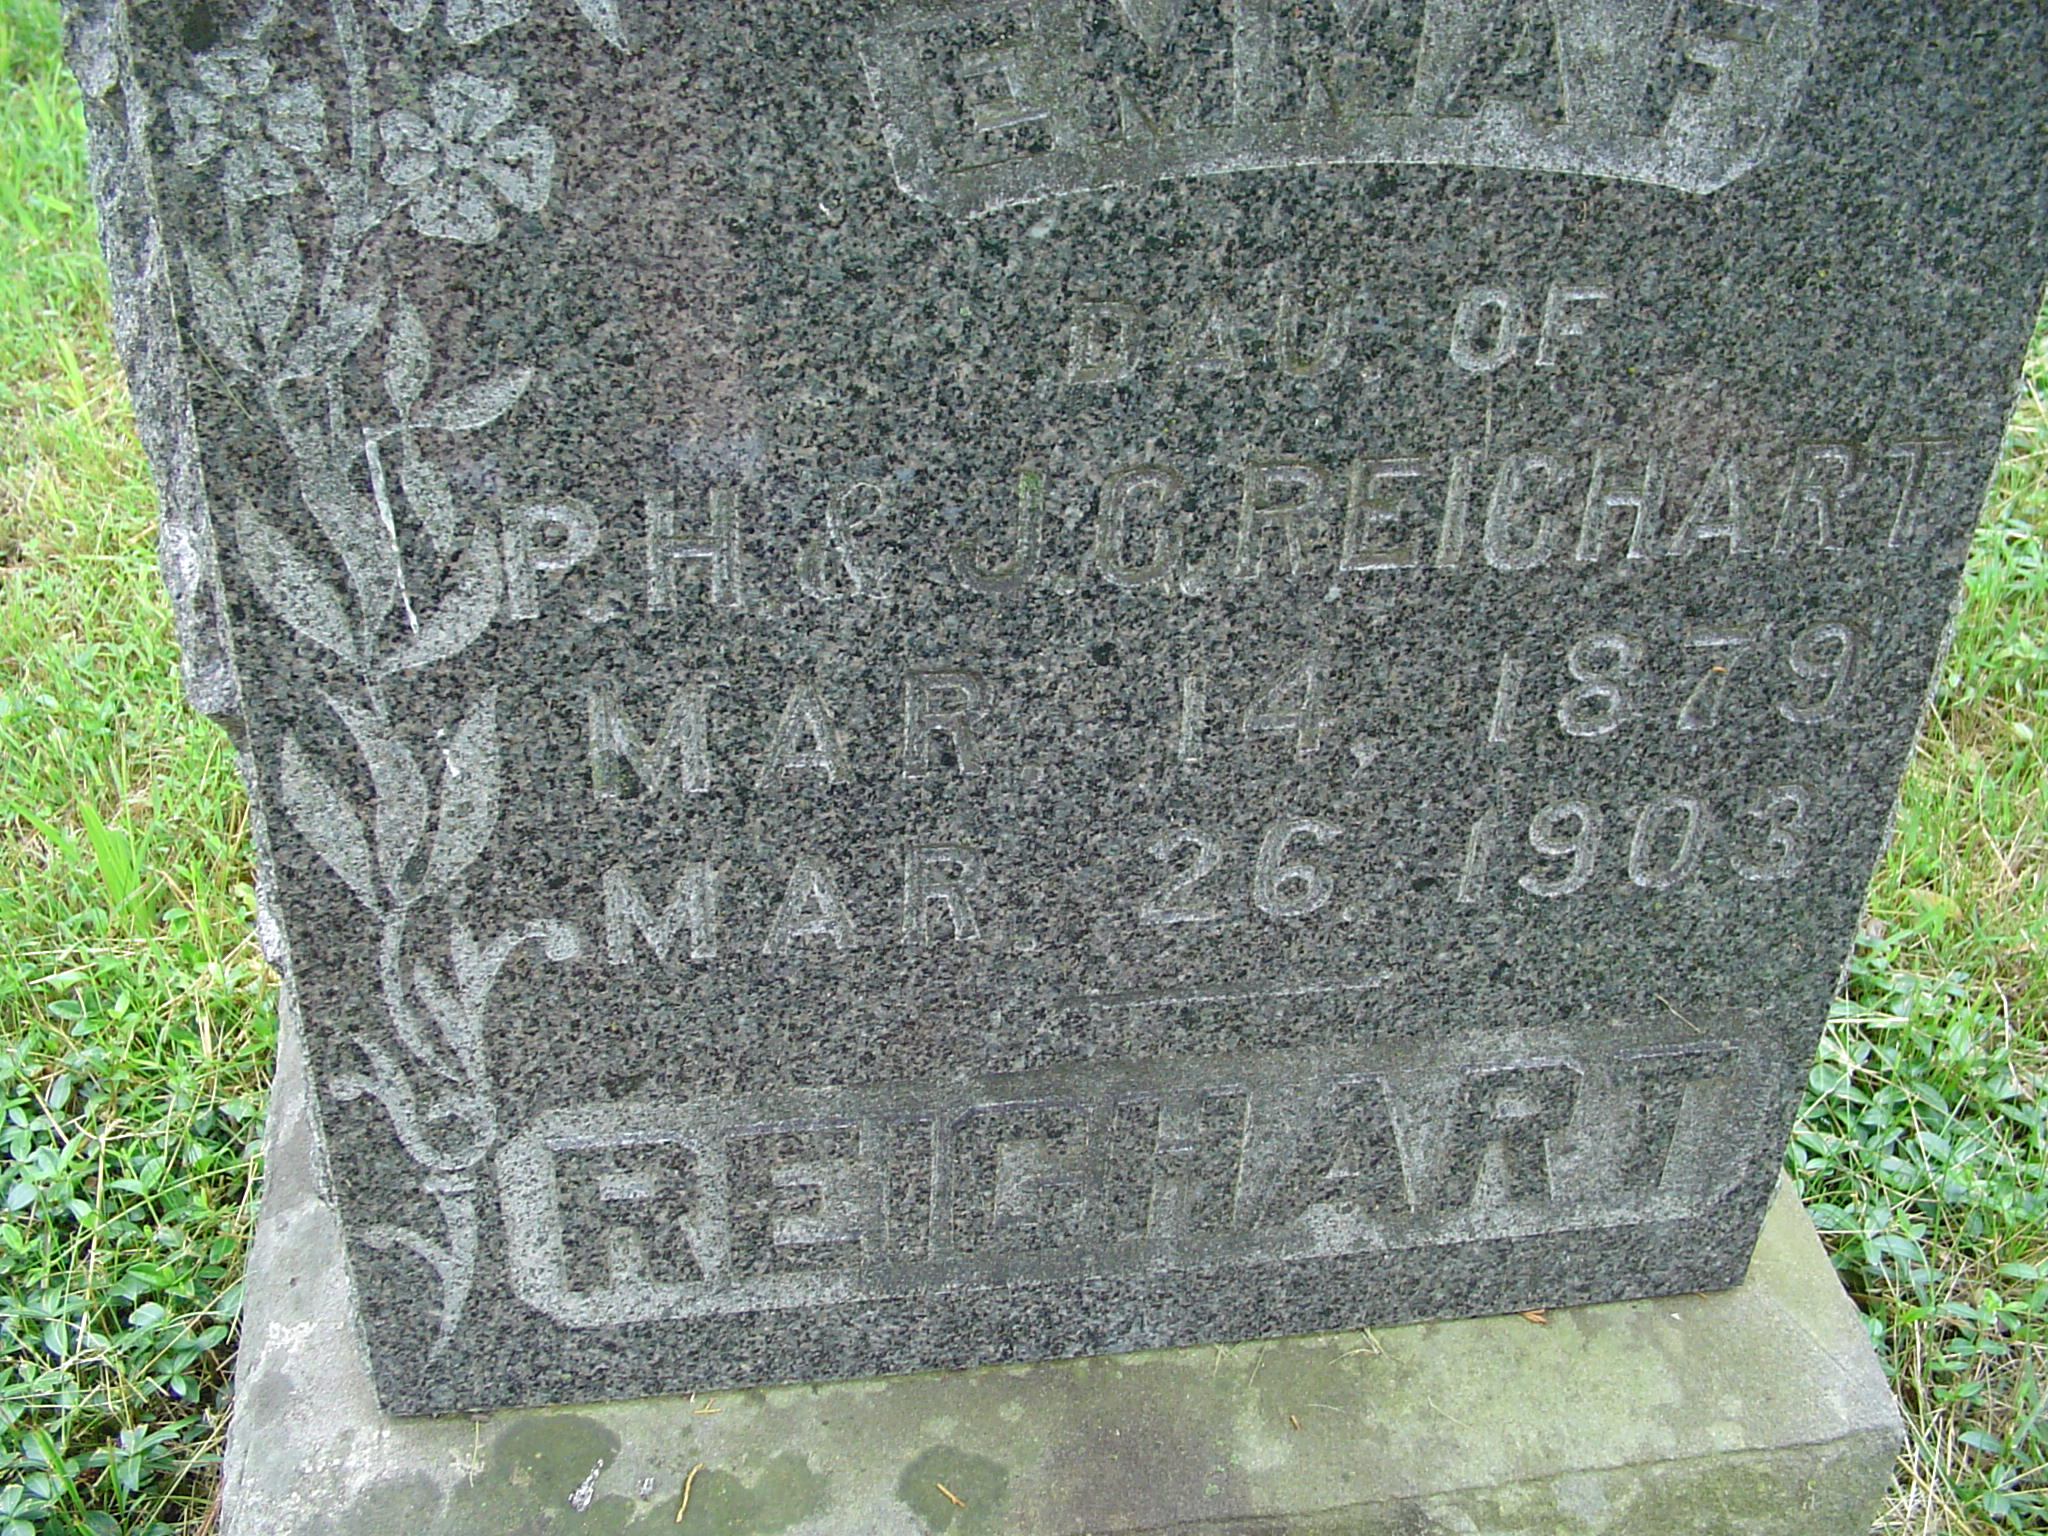 EMMA F
DAU. OF
P. H. & J. C. REICHART
MAR. 14, 1879
MAR. 26, 1903
REICHART